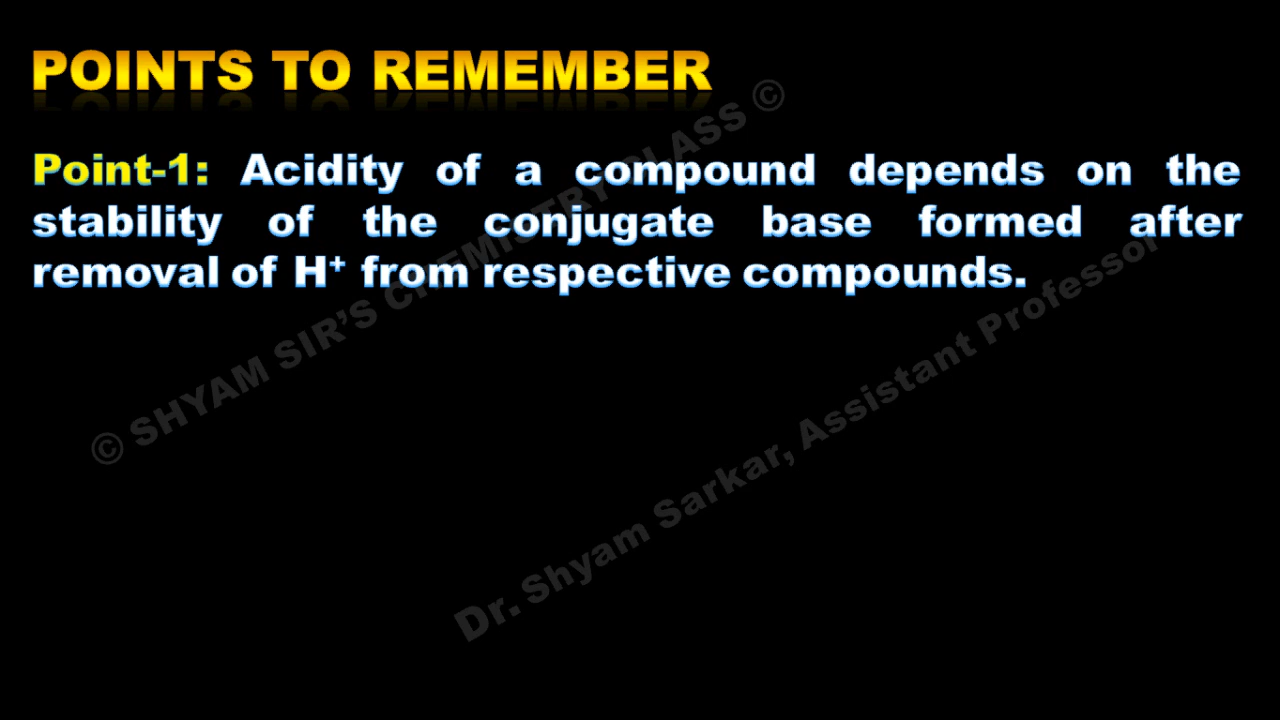 POINTS TO REMEMBER
Point-1: Acidity of a compound depends on the
stability of the conjugate base formed after
removal of H⁺ from respective compounds.
© SHYAM SIR'S CHEMISTRY CLASS ©
Dr. Shyam Sarkar, Assistant Professor